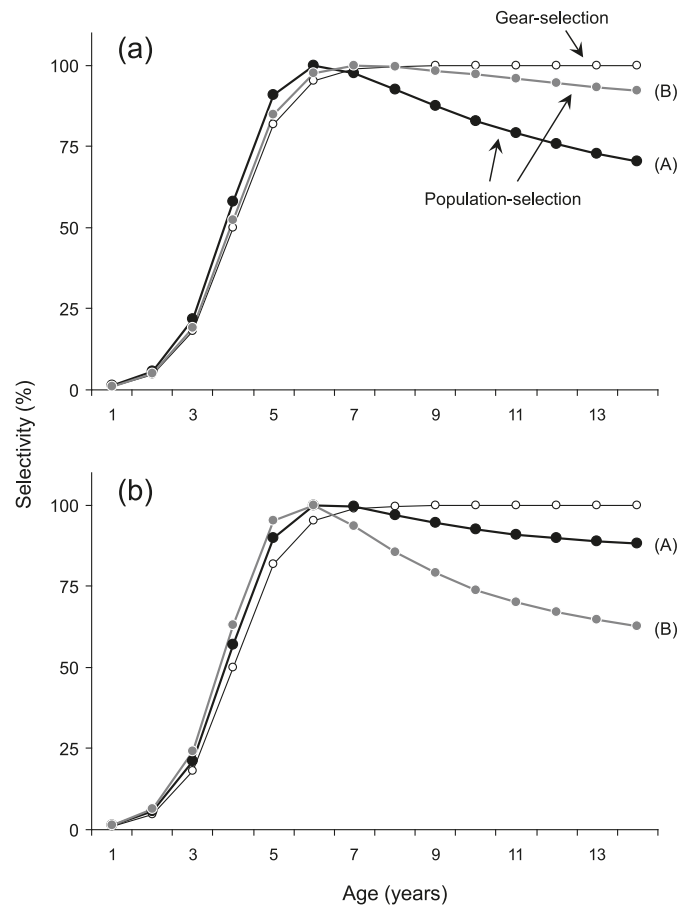 (a)
Gear-selection
100
(B)
(A)
75
Population-selection
50
25
0
1 3 5 7 9 11 13
Selectivity (%)
(b)
100
(A)
75
(B)
50
25
0
1 3 5 7 9 11 13
Age (years)